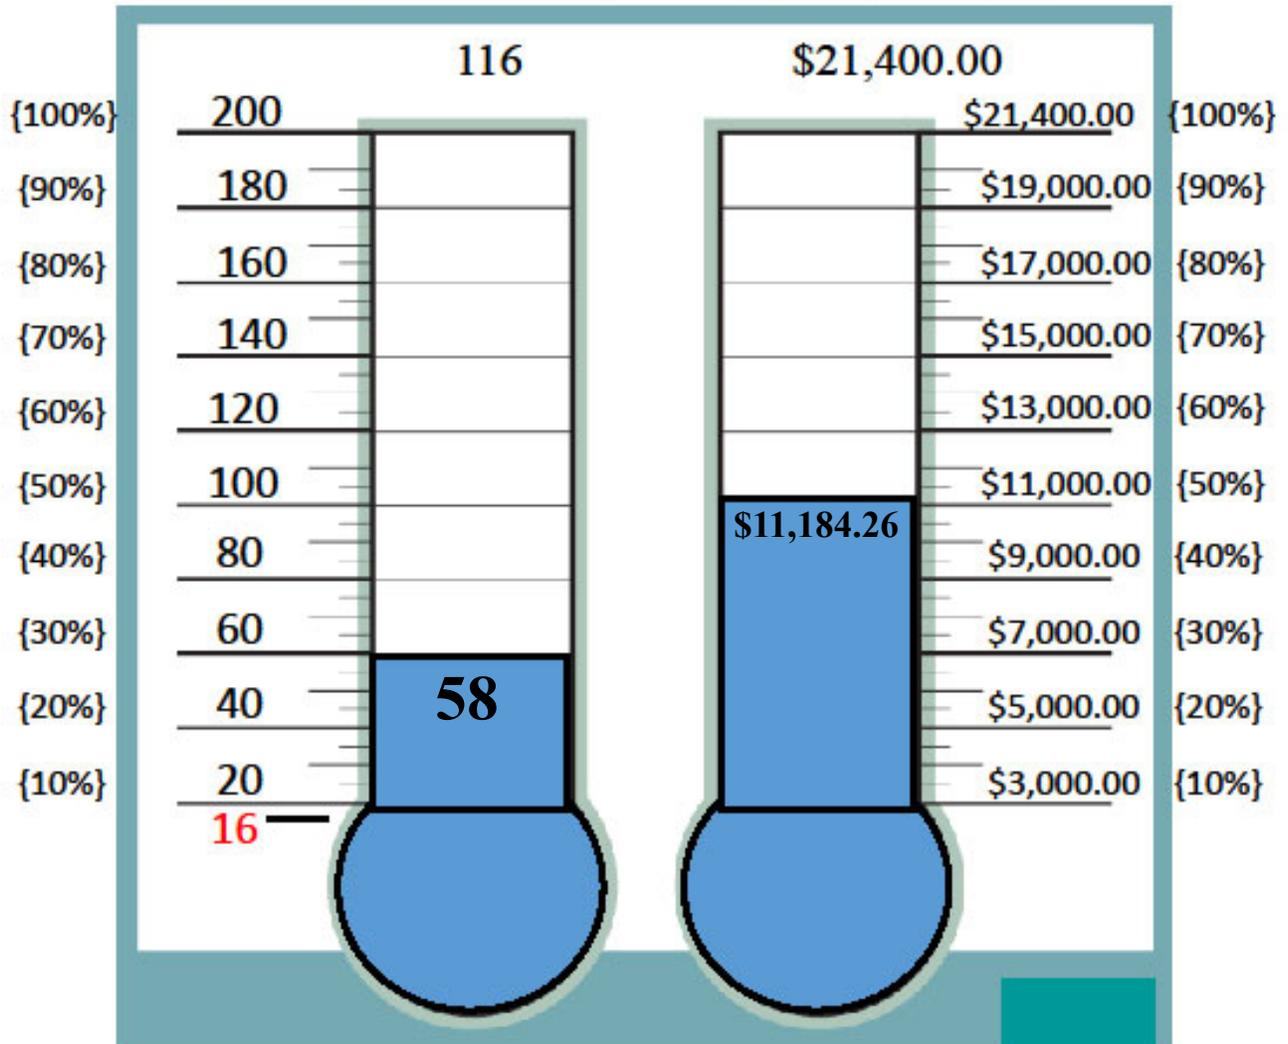 116 $21,400.00
{100%} 200 $21,400.00 {100%}
{90%} 180 $19,000.00 {90%}
{80%} 160 $17,000.00 {80%}
{70%} 140 $15,000.00 {70%}
{60%} 120 $13,000.00 {60%}
{50%} 100 $11,000.00 {50%}
$11,184.26
{40%} 80 $9,000.00 {40%}
{30%} 60 $7,000.00 {30%}
58
{20%} 40 $5,000.00 {20%}
{10%} 20 $3,000.00 {10%}
16